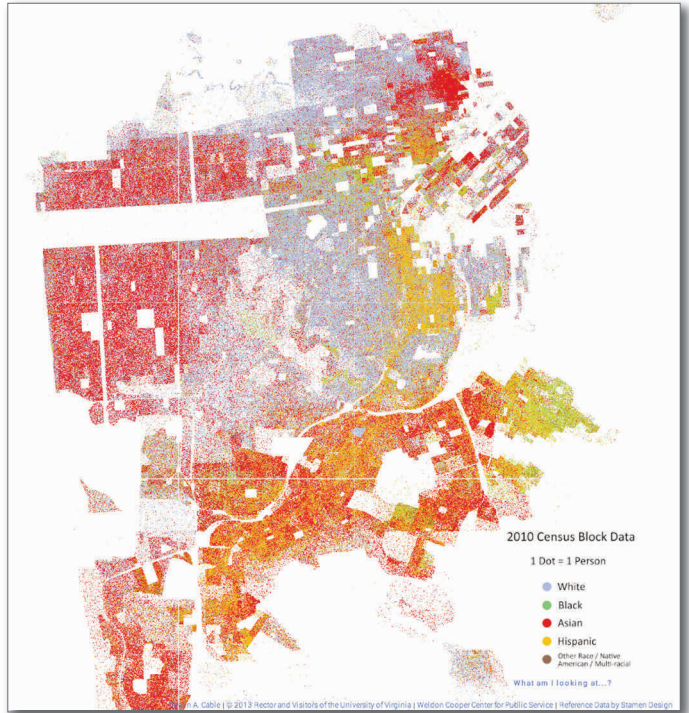 2010 Census Block Data
1 Dot = 1 Person
White
Black
Asian
Hispanic
Other Race / Native
American / Multi-racial
What am I looking at...?
A. Cable | © 2013 Rector and Visitors of the University of Virginia | Weldon Cooper Center for Public Service | Reference Data by Stamen Design